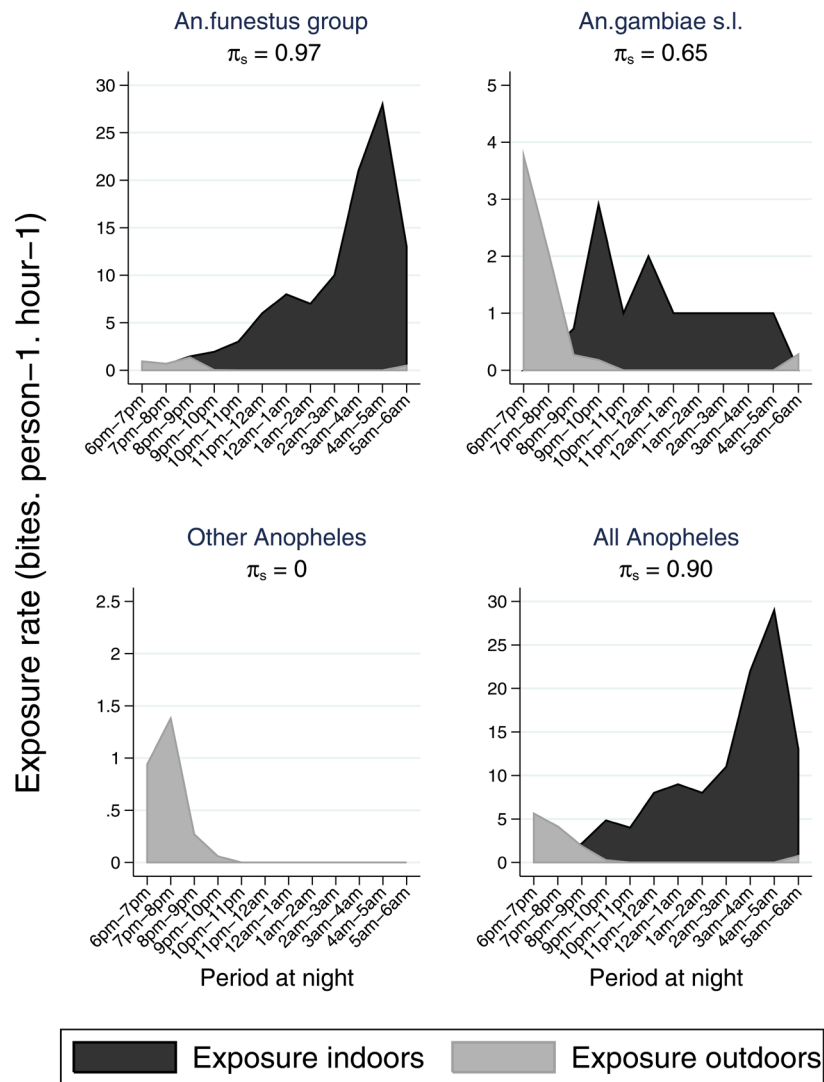 An.funestus group
πs = 0.97
30
25
20
15
10
5
0
6pm–7pm
7pm–8pm
8pm–9pm
9pm–10pm
10pm–11pm
11pm–12am
12am–1am
1am–2am
2am–3am
3am–4am
4am–5am
5am–6am
An.gambiae s.l.
πs = 0.65
5
4
3
2
1
0
6pm–7pm
7pm–8pm
8pm–9pm
9pm–10pm
10pm–11pm
11pm–12am
12am–1am
1am–2am
2am–3am
3am–4am
4am–5am
5am–6am
Exposure rate (bites. person−1. hour−1)
Other Anopheles
πs = 0
2.5
2
1.5
1
.5
0
6pm–7pm
7pm–8pm
8pm–9pm
9pm–10pm
10pm–11pm
11pm–12am
12am–1am
1am–2am
2am–3am
3am–4am
4am–5am
5am–6am
Period at night
All Anopheles
πs = 0.90
30
25
20
15
10
5
0
6pm–7pm
7pm–8pm
8pm–9pm
9pm–10pm
10pm–11pm
11pm–12am
12am–1am
1am–2am
2am–3am
3am–4am
4am–5am
5am–6am
Period at night
Exposure indoors
Exposure outdoors